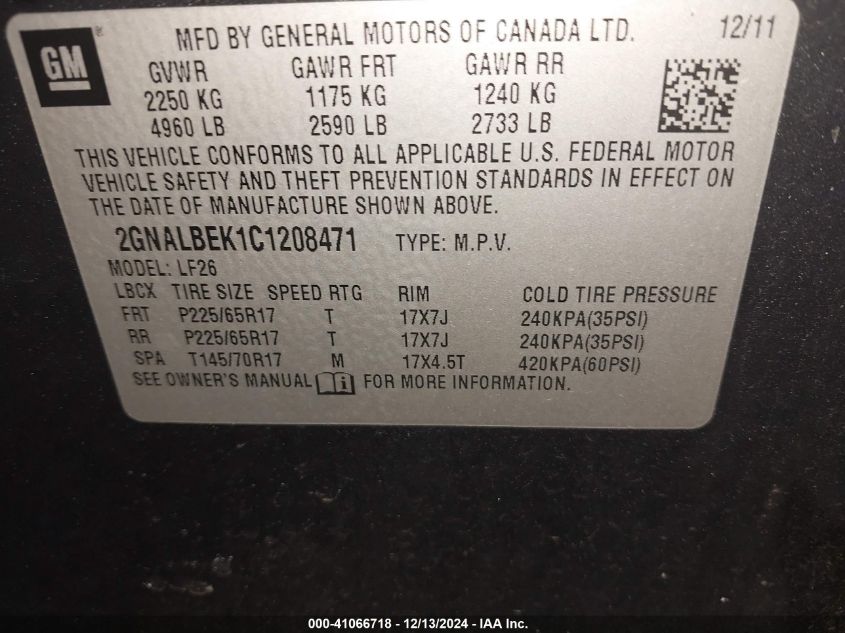 GM
®
MFD BY GENERAL MOTORS OF CANADA LTD. 12/11
GVWR GAWR FRT GAWR RR
2250 KG 1175 KG 1240 KG
4960 LB 2590 LB 2733 LB
THIS VEHICLE CONFORMS TO ALL APPLICABLE U.S. FEDERAL MOTOR
VEHICLE SAFETY AND THEFT PREVENTION STANDARDS IN EFFECT ON
THE DATE OF MANUFACTURE SHOWN ABOVE.
2GNALBEK1C1208471 TYPE: M.P.V.
MODEL: LF26
LBCX TIRE SIZE SPEED RTG RIM COLD TIRE PRESSURE
FRT P225/65R17 T 17X7J 240KPA(35PSI)
RR P225/65R17 T 17X7J 240KPA(35PSI)
SPA T145/70R17 M 17X4.5T 420KPA(60PSI)
SEE OWNER'S MANUAL FOR MORE INFORMATION.
000-41066718 - 12/13/2024 - IAA Inc.